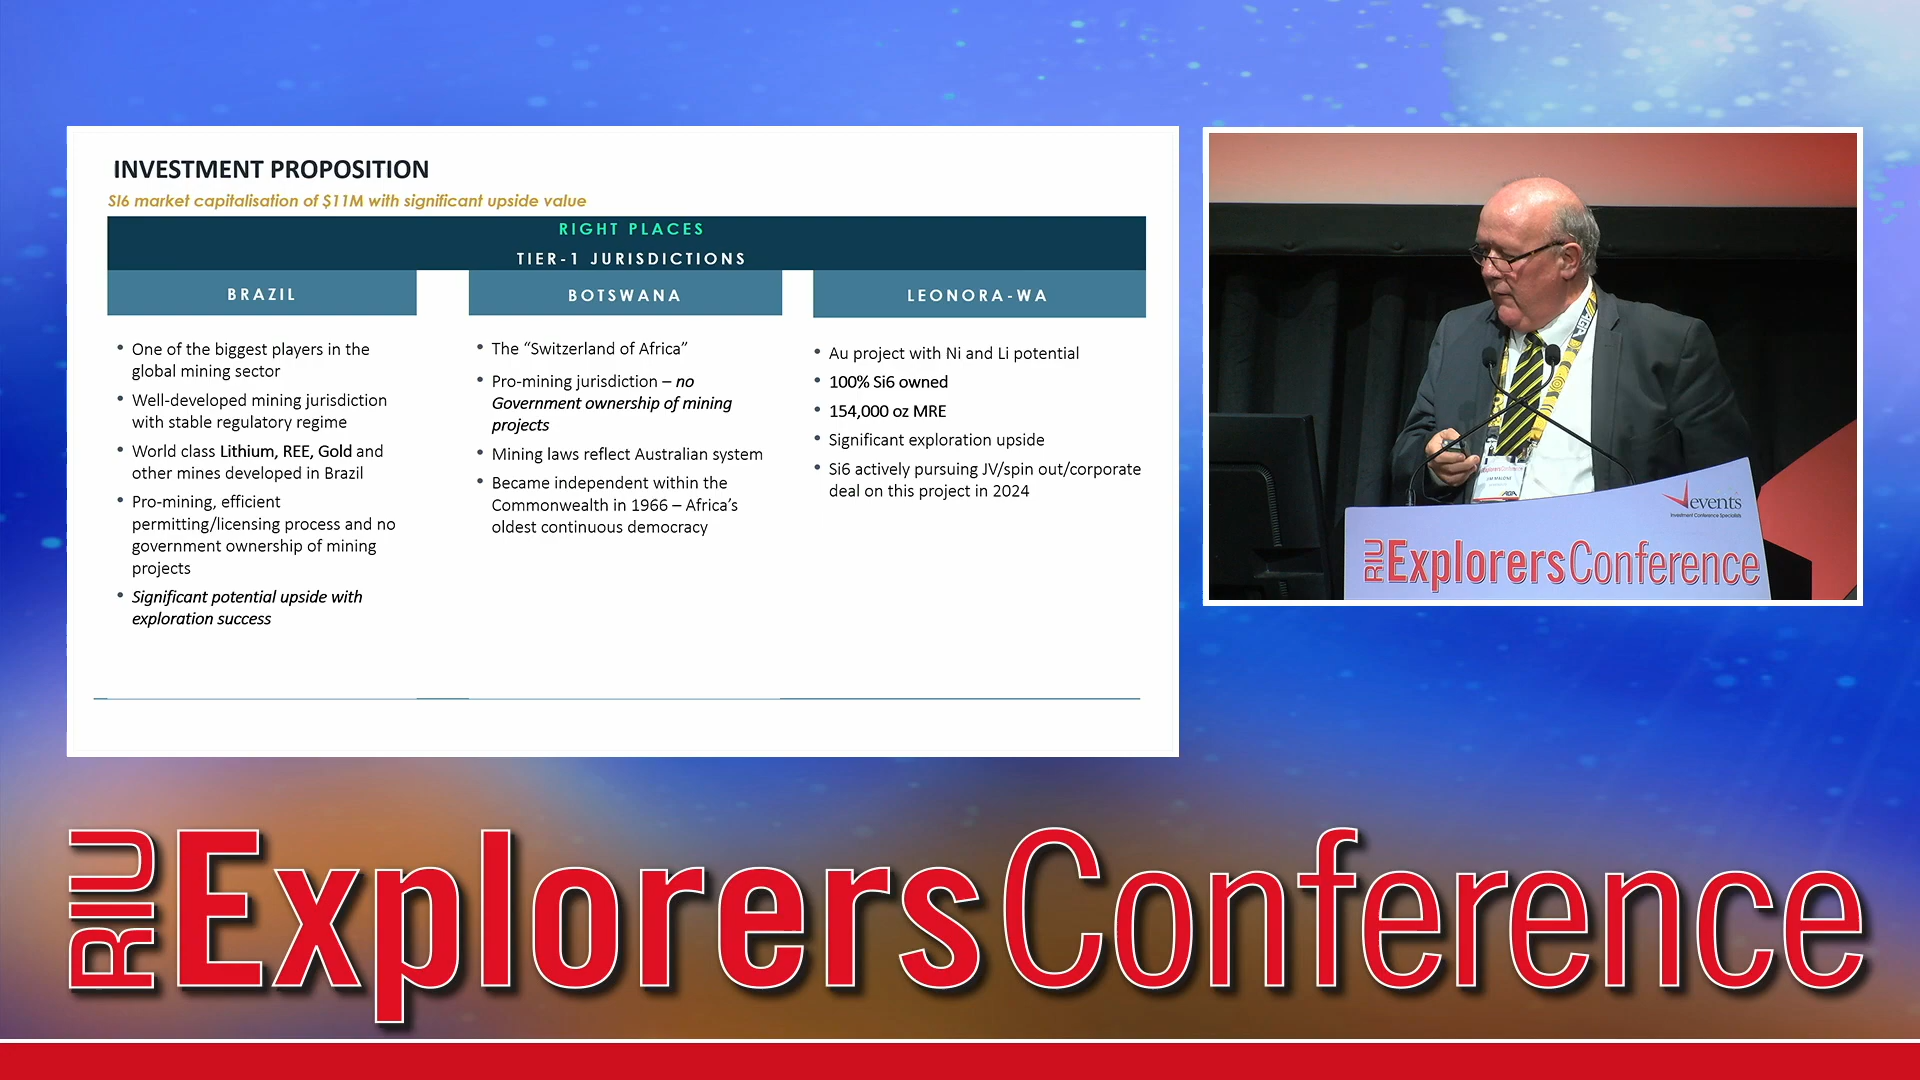 INVESTMENT PROPOSITION
SI6 market capitalisation of $11M with significant upside value
RIGHT PLACES
TIER-1 JURISDICTIONS
BRAZIL
• One of the biggest players in the
global mining sector
• Well-developed mining jurisdiction
with stable regulatory regime
• World class Lithium, REE, Gold and
other mines developed in Brazil
• Pro-mining, efficient
permitting/licensing process and no
government ownership of mining
projects
• Significant potential upside with
exploration success
BOTSWANA
• The “Switzerland of Africa”
• Pro-mining jurisdiction – no
Government ownership of mining
projects
• Mining laws reflect Australian system
• Became independent within the
Commonwealth in 1966 – Africa’s
oldest continuous democracy
LEONORA-WA
• Au project with Ni and Li potential
• 100% Si6 owned
• 154,000 oz MRE
• Significant exploration upside
• Si6 actively pursuing JV/spin out/corporate
deal on this project in 2024
JIM MALONE
events
Investment Conference Specialists
RIU ExplorersConference
RIU ExplorersConference